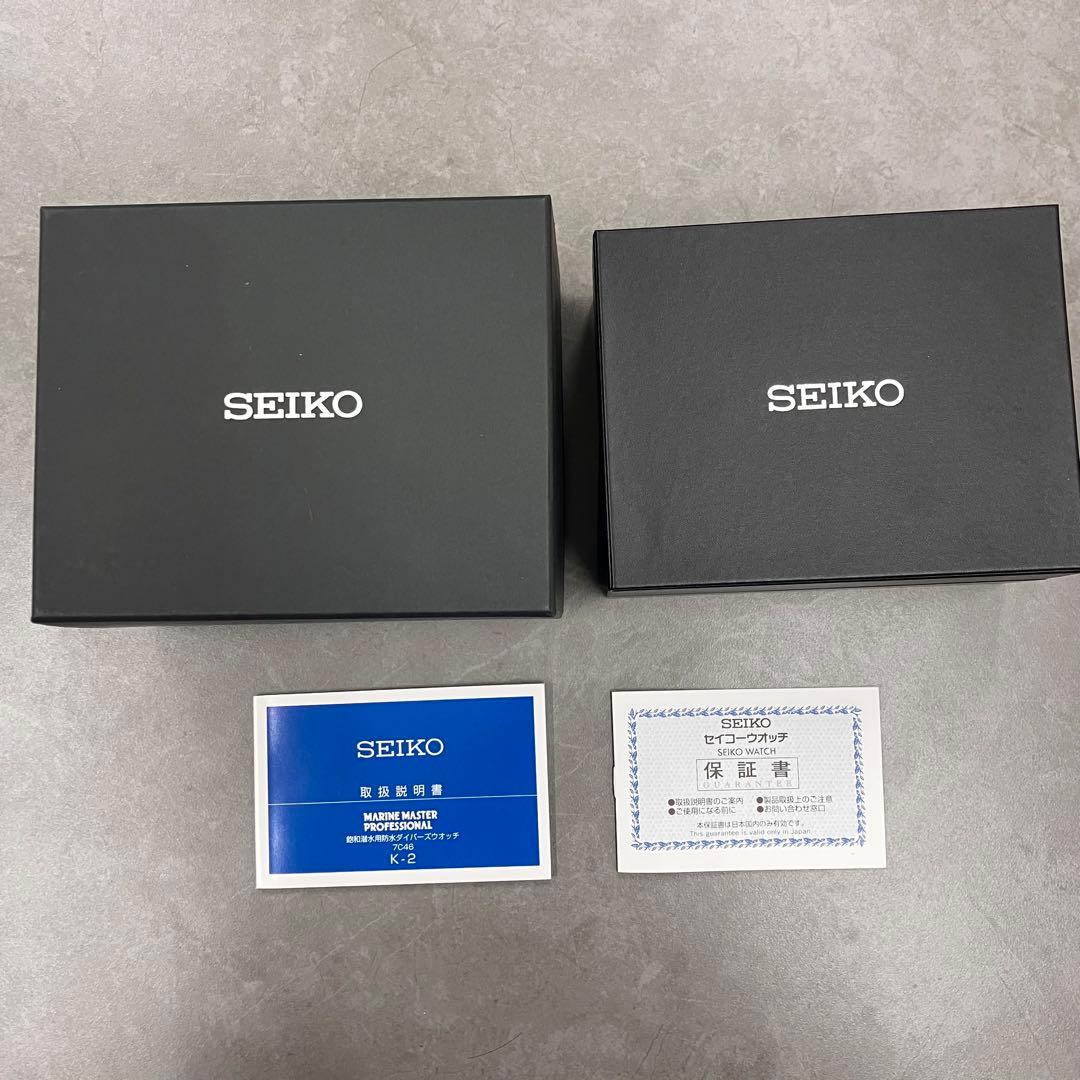 SEIKO
SEIKO
SEIKO
取扱説明書
MARINE MASTER
PROFESSIONAL
飽和潜水用防水ダイバーズウオッチ
7C46
K-2
SEIKO
セイコーウオッチ
SEIKO WATCH
保証書
GUARANTEE
●取扱説明書のご案内 ●製品取扱上のご注意
●ご使用になる前に ●お問い合わせ窓口
本保証書は日本国内のみ有効です。
This guarantee is valid only in Japan.